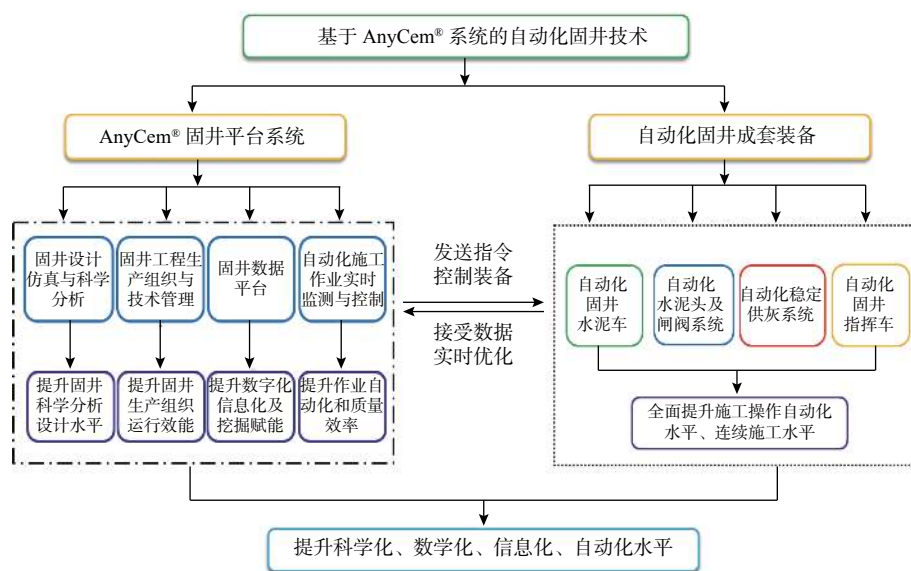 基于 AnyCem® 系统的自动化固井技术
AnyCem® 固井平台系统
自动化固井成套装备
固井设计
仿真与科学
分析
固井工程生
产组织与
技术管理
固井数据
平台
自动化施工
作业实时
监测与控制
发送指令
控制装备
接受数据
实时优化
自动化
固井
水泥车
自动化
水泥头及
闸阀系统
自动化稳定
供灰系统
自动化
固井
指挥车
提升固井
科学分析
设计水平
提升固井
生产组织
运行效能
提升数字化
信息化及
挖掘赋能
提升作业自
动化和质量
效率
全面提升施工操作自动化
水平、连续施工水平
提升科学化、数学化、信息化、自动化水平